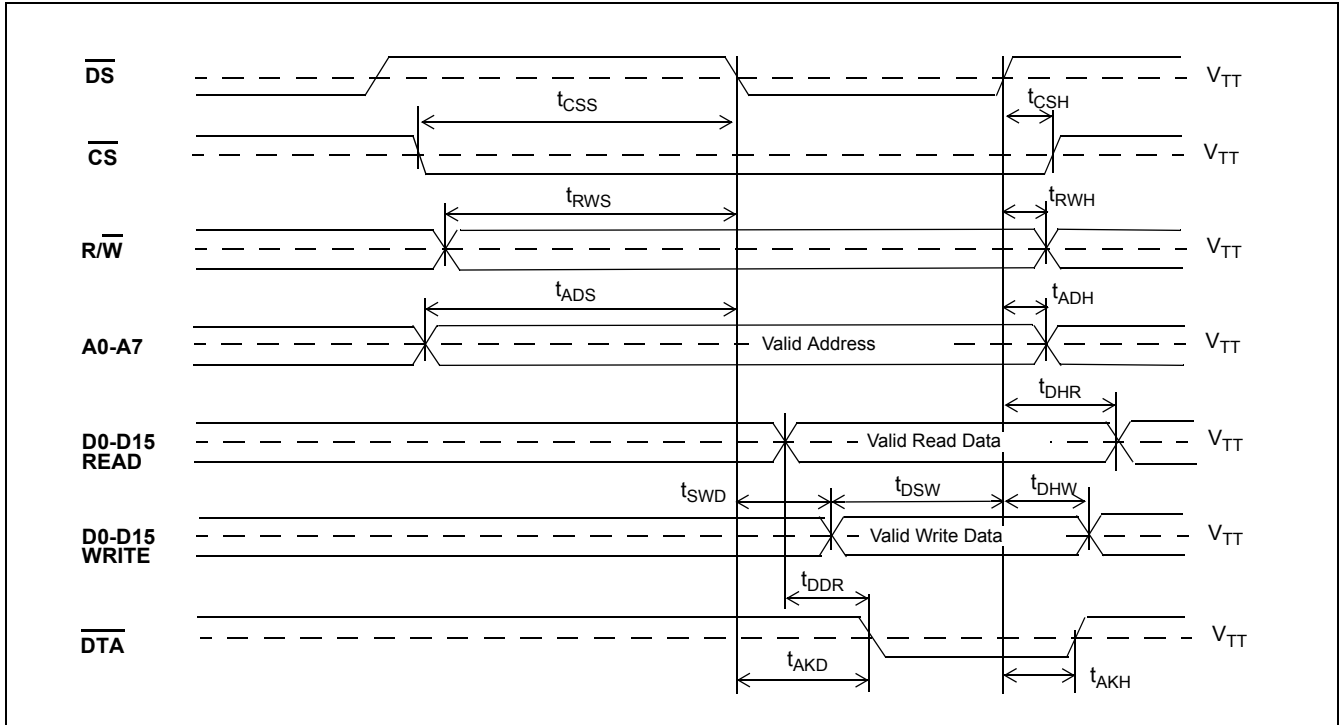 DS
VTT
tCSS
tCSH
CS
VTT
tRWS
tRWH
R/W
VTT
tADS
tADH
A0-A7
Valid Address
VTT
tDHR
D0-D15
READ
Valid Read Data
VTT
tSWD
tDSW
tDHW
D0-D15
WRITE
Valid Write Data
VTT
tDDR
DTA
VTT
tAKD
tAKH